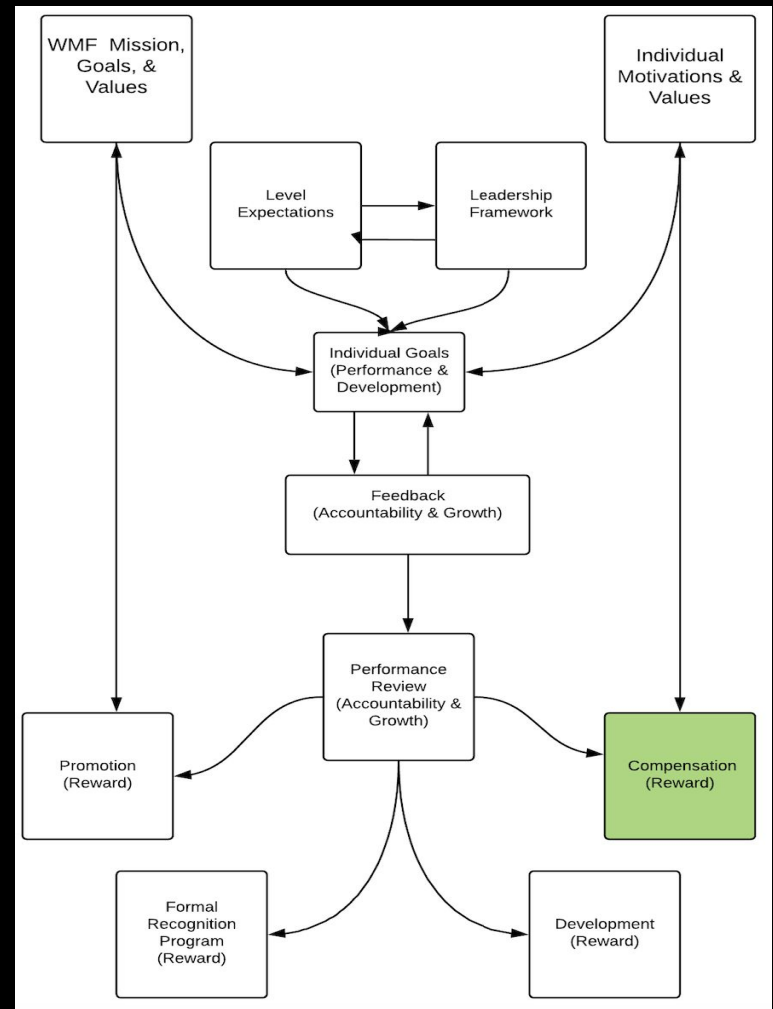 WMF Mission,
Goals, &
Values
Individual
Motivations &
Values
Level
Expectations
Leadership
Framework
Individual Goals
(Performance &
Development)
Feedback
(Accountability & Growth)
Performance
Review
(Accountability &
Growth)
Promotion
(Reward)
Compensation
(Reward)
Formal
Recognition
Program
(Reward)
Development
(Reward)